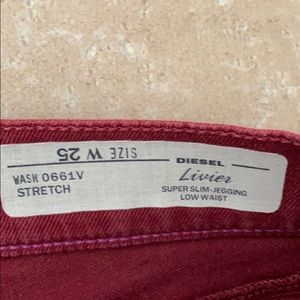 SIZE W 25
WASH 0661V
STRETCH
DIESEL
Livier
SUPER SLIM-JEGGING
LOW WAIST